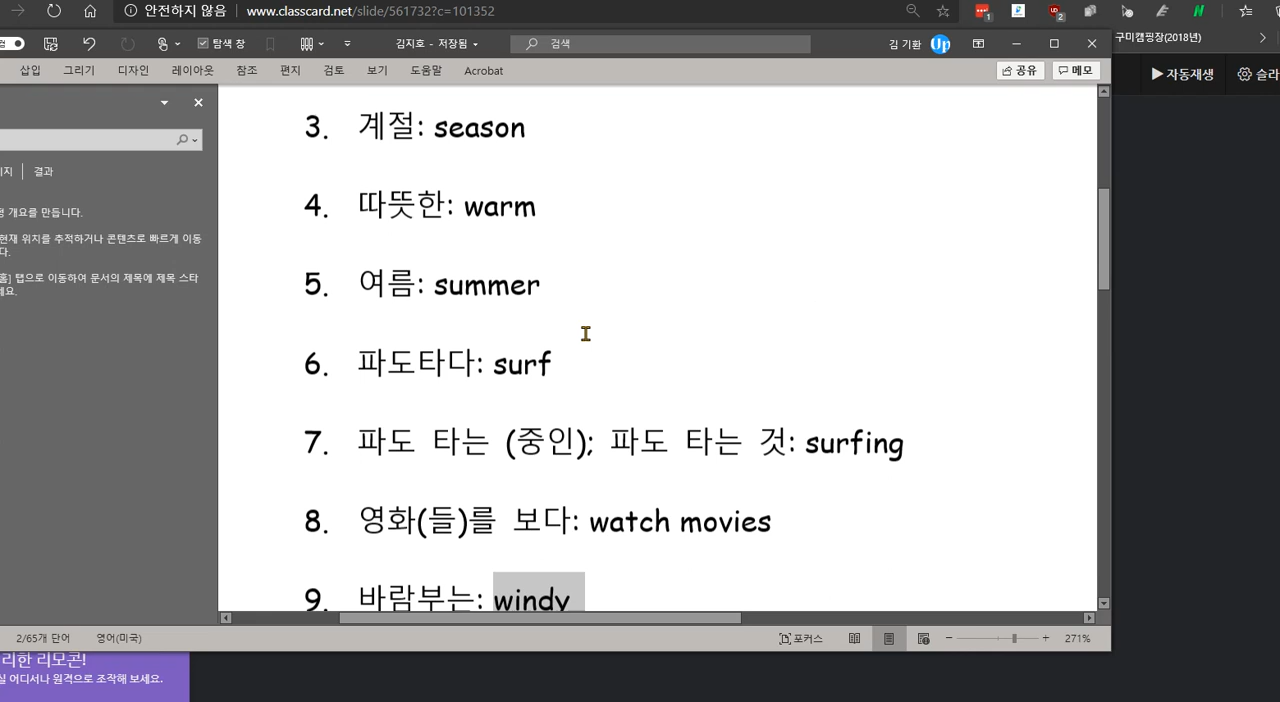 안전하지 않음 www.classcard.net/slide/561732?c=101352
탐색 창 김지호 - 저장됨 검색 김 기환 Up
구미캠핑장(2018년)
삽입 그리기 디자인 레이아웃 참조 편지 검토 보기 도움말 Acrobat 공유 메모
자동재생 슬라
결과
개요를 만듭니다.
현재 위치를 추적하거나 콘텐츠로 빠르게 이동
다.
홈] 탭으로 이동하여 문서의 제목에 제목 스타
세요.
3. 계절: season
4. 따뜻한: warm
5. 여름: summer
6. 파도타다: surf
7. 파도 타는 (중인); 파도 타는 것: surfing
8. 영화(들)를 보다: watch movies
9. 바람부는: windy
2/65개 단어 영어(미국) 포커스 271%
리한 리모콘!
실 어디서나 원격으로 조작해 보세요.